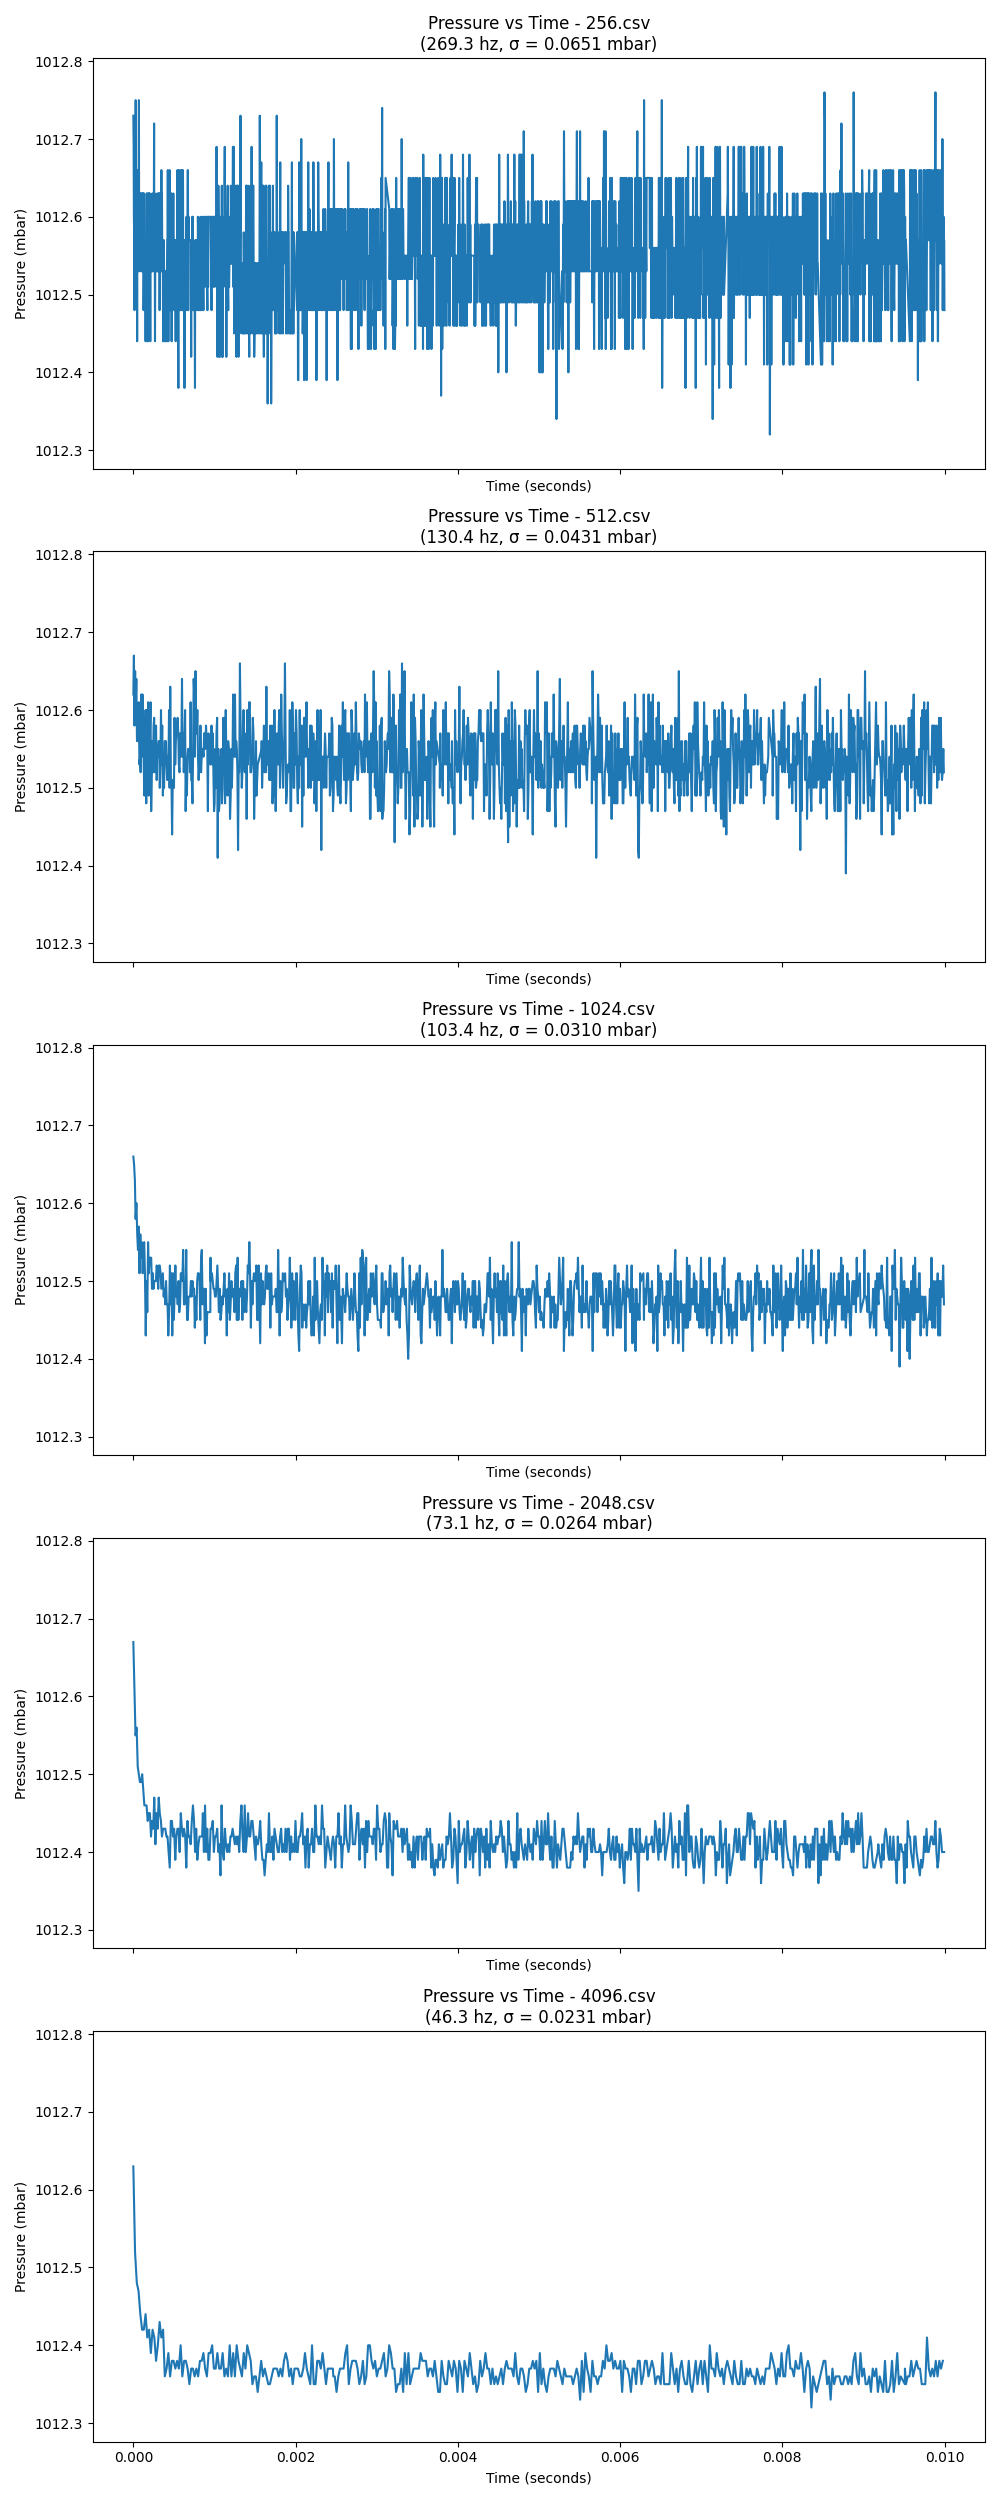 Pressure vs Time - 256.csv
(269.3 hz, σ = 0.0651 mbar)
1012.8
1012.7
1012.6
1012.5
1012.4
1012.3
Pressure (mbar)
Time (seconds)
Pressure vs Time - 512.csv
(130.4 hz, σ = 0.0431 mbar)
1012.8
1012.7
1012.6
1012.5
1012.4
1012.3
Pressure (mbar)
Time (seconds)
Pressure vs Time - 1024.csv
(103.4 hz, σ = 0.0310 mbar)
1012.8
1012.7
1012.6
1012.5
1012.4
1012.3
Pressure (mbar)
Time (seconds)
Pressure vs Time - 2048.csv
(73.1 hz, σ = 0.0264 mbar)
1012.8
1012.7
1012.6
1012.5
1012.4
1012.3
Pressure (mbar)
Time (seconds)
Pressure vs Time - 4096.csv
(46.3 hz, σ = 0.0231 mbar)
1012.8
1012.7
1012.6
1012.5
1012.4
1012.3
Pressure (mbar)
0.000 0.002 0.004 0.006 0.008 0.010
Time (seconds)